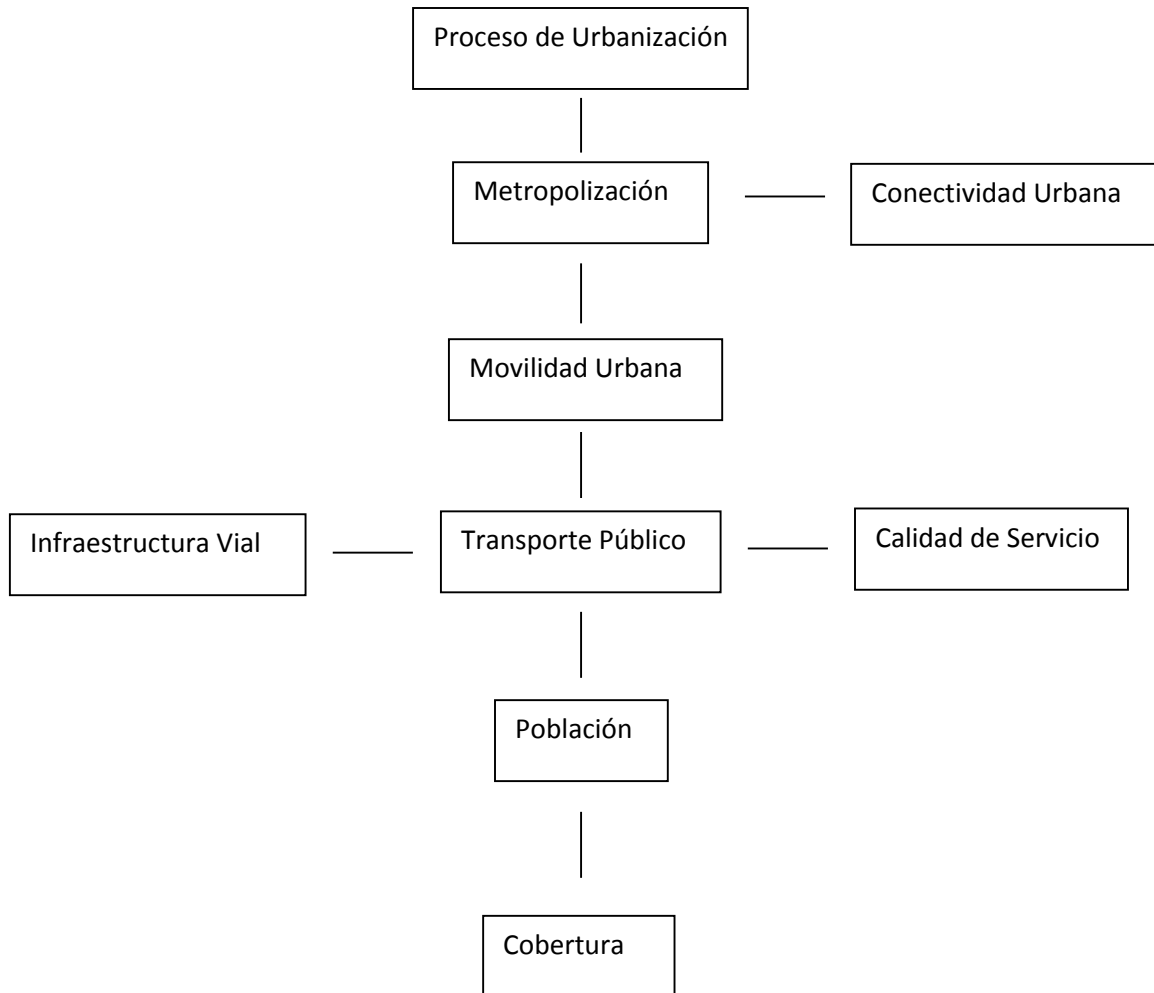 Proceso de Urbanización
Metropolización
Conectividad Urbana
Movilidad Urbana
Infraestructura Vial
Transporte Público
Calidad de Servicio
Población
Cobertura